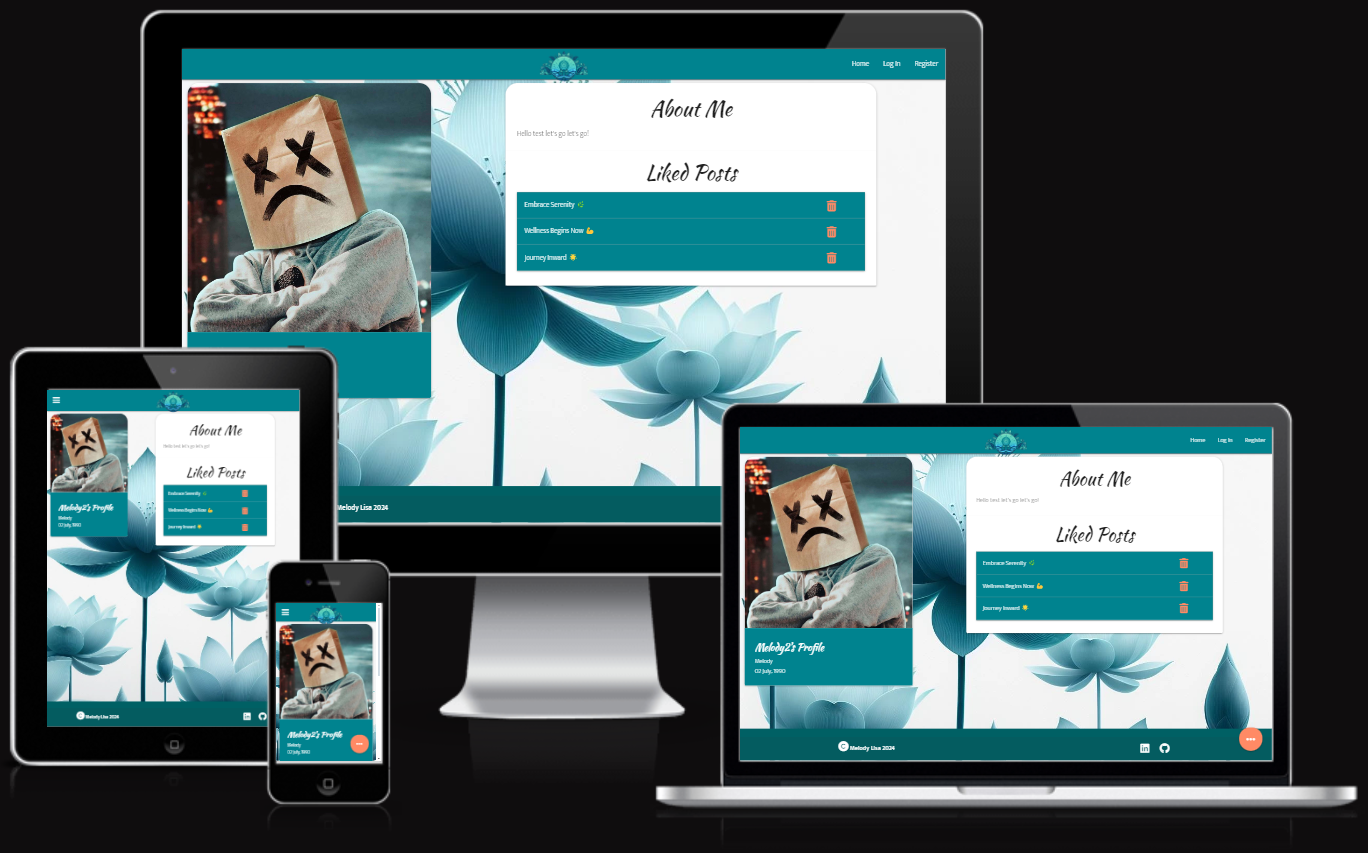 Home Log In Register
About Me
Hello test let's go let's go!
Liked Posts
Embrace Serenity 🌿
Wellness Begins Now 💪
Journey Inward ☀️
Melody Lisa 2024
About Me
Hello test let's go let's go!
Liked Posts
Embrace Serenity 🌿
Wellness Begins Now 💪
Journey Inward ☀️
Melody2's Profile
Melody
02 July, 1990
© Melody Lisa 2024
Melody2's Profile
Melody
02 July, 1990
Home Log In Register
About Me
Hello test let's go let's go!
Liked Posts
Embrace Serenity 🌿
Wellness Begins Now 💪
Journey Inward ☀️
Melody2's Profile
Melody
02 July, 1990
© Melody Lisa 2024